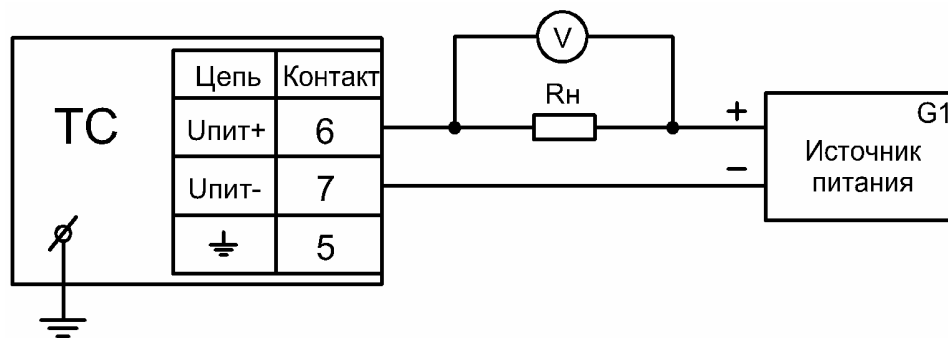 V
Цепь Контакт
Rн
ТС
Uпит+ 6
+
G1
Источник
питания
Uпит- 7
–
5